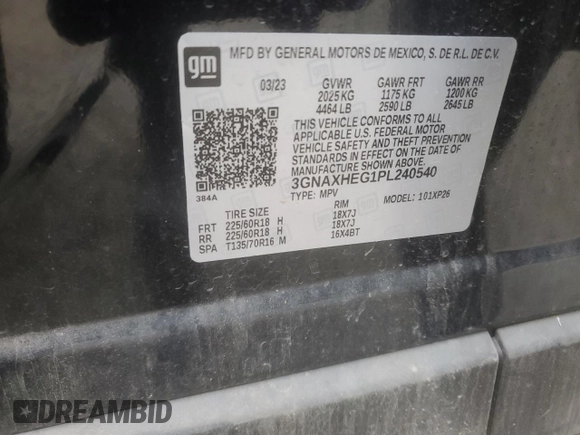 gm MFD BY GENERAL MOTORS DE MEXICO, S. DE R.L. DE C.V.
03/23 GVWR GAWR FRT GAWR RR
2025 KG 1175 KG 1200 KG
4464 LB 2590 LB 2645 LB
THIS VEHICLE CONFORMS TO ALL
APPLICABLE U.S. FEDERAL MOTOR
VEHICLE SAFETY AND THEFT PREVENTION
STANDARDS IN EFFECT ON THE DATE OF
MANUFACTURE SHOWN ABOVE.
3GNAXHEG1PL240540
384A TYPE: MPV MODEL: 101XP26
TIRE SIZE RIM
FRT 225/60R18 H 18X7J
RR 225/60R18 H 18X7J
SPA T135/70R16 M 16X4BT
DREAMBID